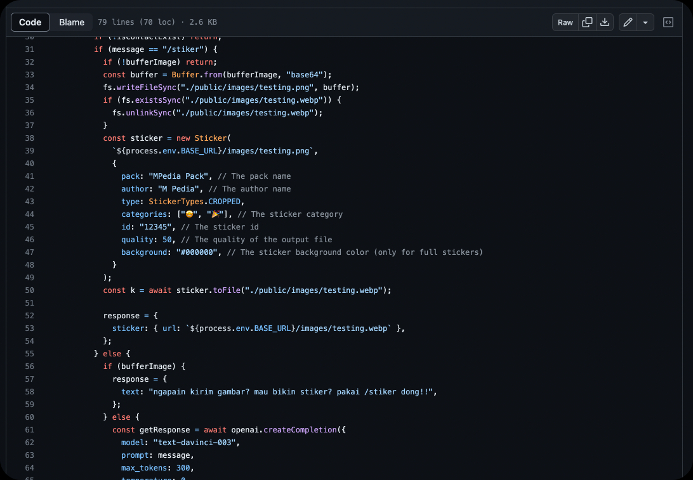 Code Blame 79 lines (70 loc) · 2.6 KB Raw
30 if (!isContactExist) return;
31 if (message == "/stiker") {
32 if (!bufferImage) return;
33 const buffer = Buffer.from(bufferImage, "base64");
34 fs.writeFileSync("./public/images/testing.png", buffer);
35 if (fs.existsSync("./public/images/testing.webp")) {
36 fs.unlinkSync("./public/images/testing.webp");
37 }
38 const sticker = new Sticker(
39 `${process.env.BASE_URL}/images/testing.png`,
40 {
41 pack: "MPedia Pack", // The pack name
42 author: "M Pedia", // The author name
43 type: StickerTypes.CROPPED,
44 categories: ["🤩", "🎉"], // The sticker category
45 id: "12345", // The sticker id
46 quality: 50, // The quality of the output file
47 background: "#000000", // The sticker background color (only for full stickers)
48 }
49 );
50 const k = await sticker.toFile("./public/images/testing.webp");
51
52 response = {
53 sticker: { url: `${process.env.BASE_URL}/images/testing.webp` },
54 };
55 } else {
56 if (bufferImage) {
57 response = {
58 text: "ngapain kirim gambar? mau bikin stiker? pakai /stiker dong!!",
59 };
60 } else {
61 const getResponse = await openai.createCompletion({
62 model: "text-davinci-003",
63 prompt: message,
64 max_tokens: 300,
65 temperature: 0,